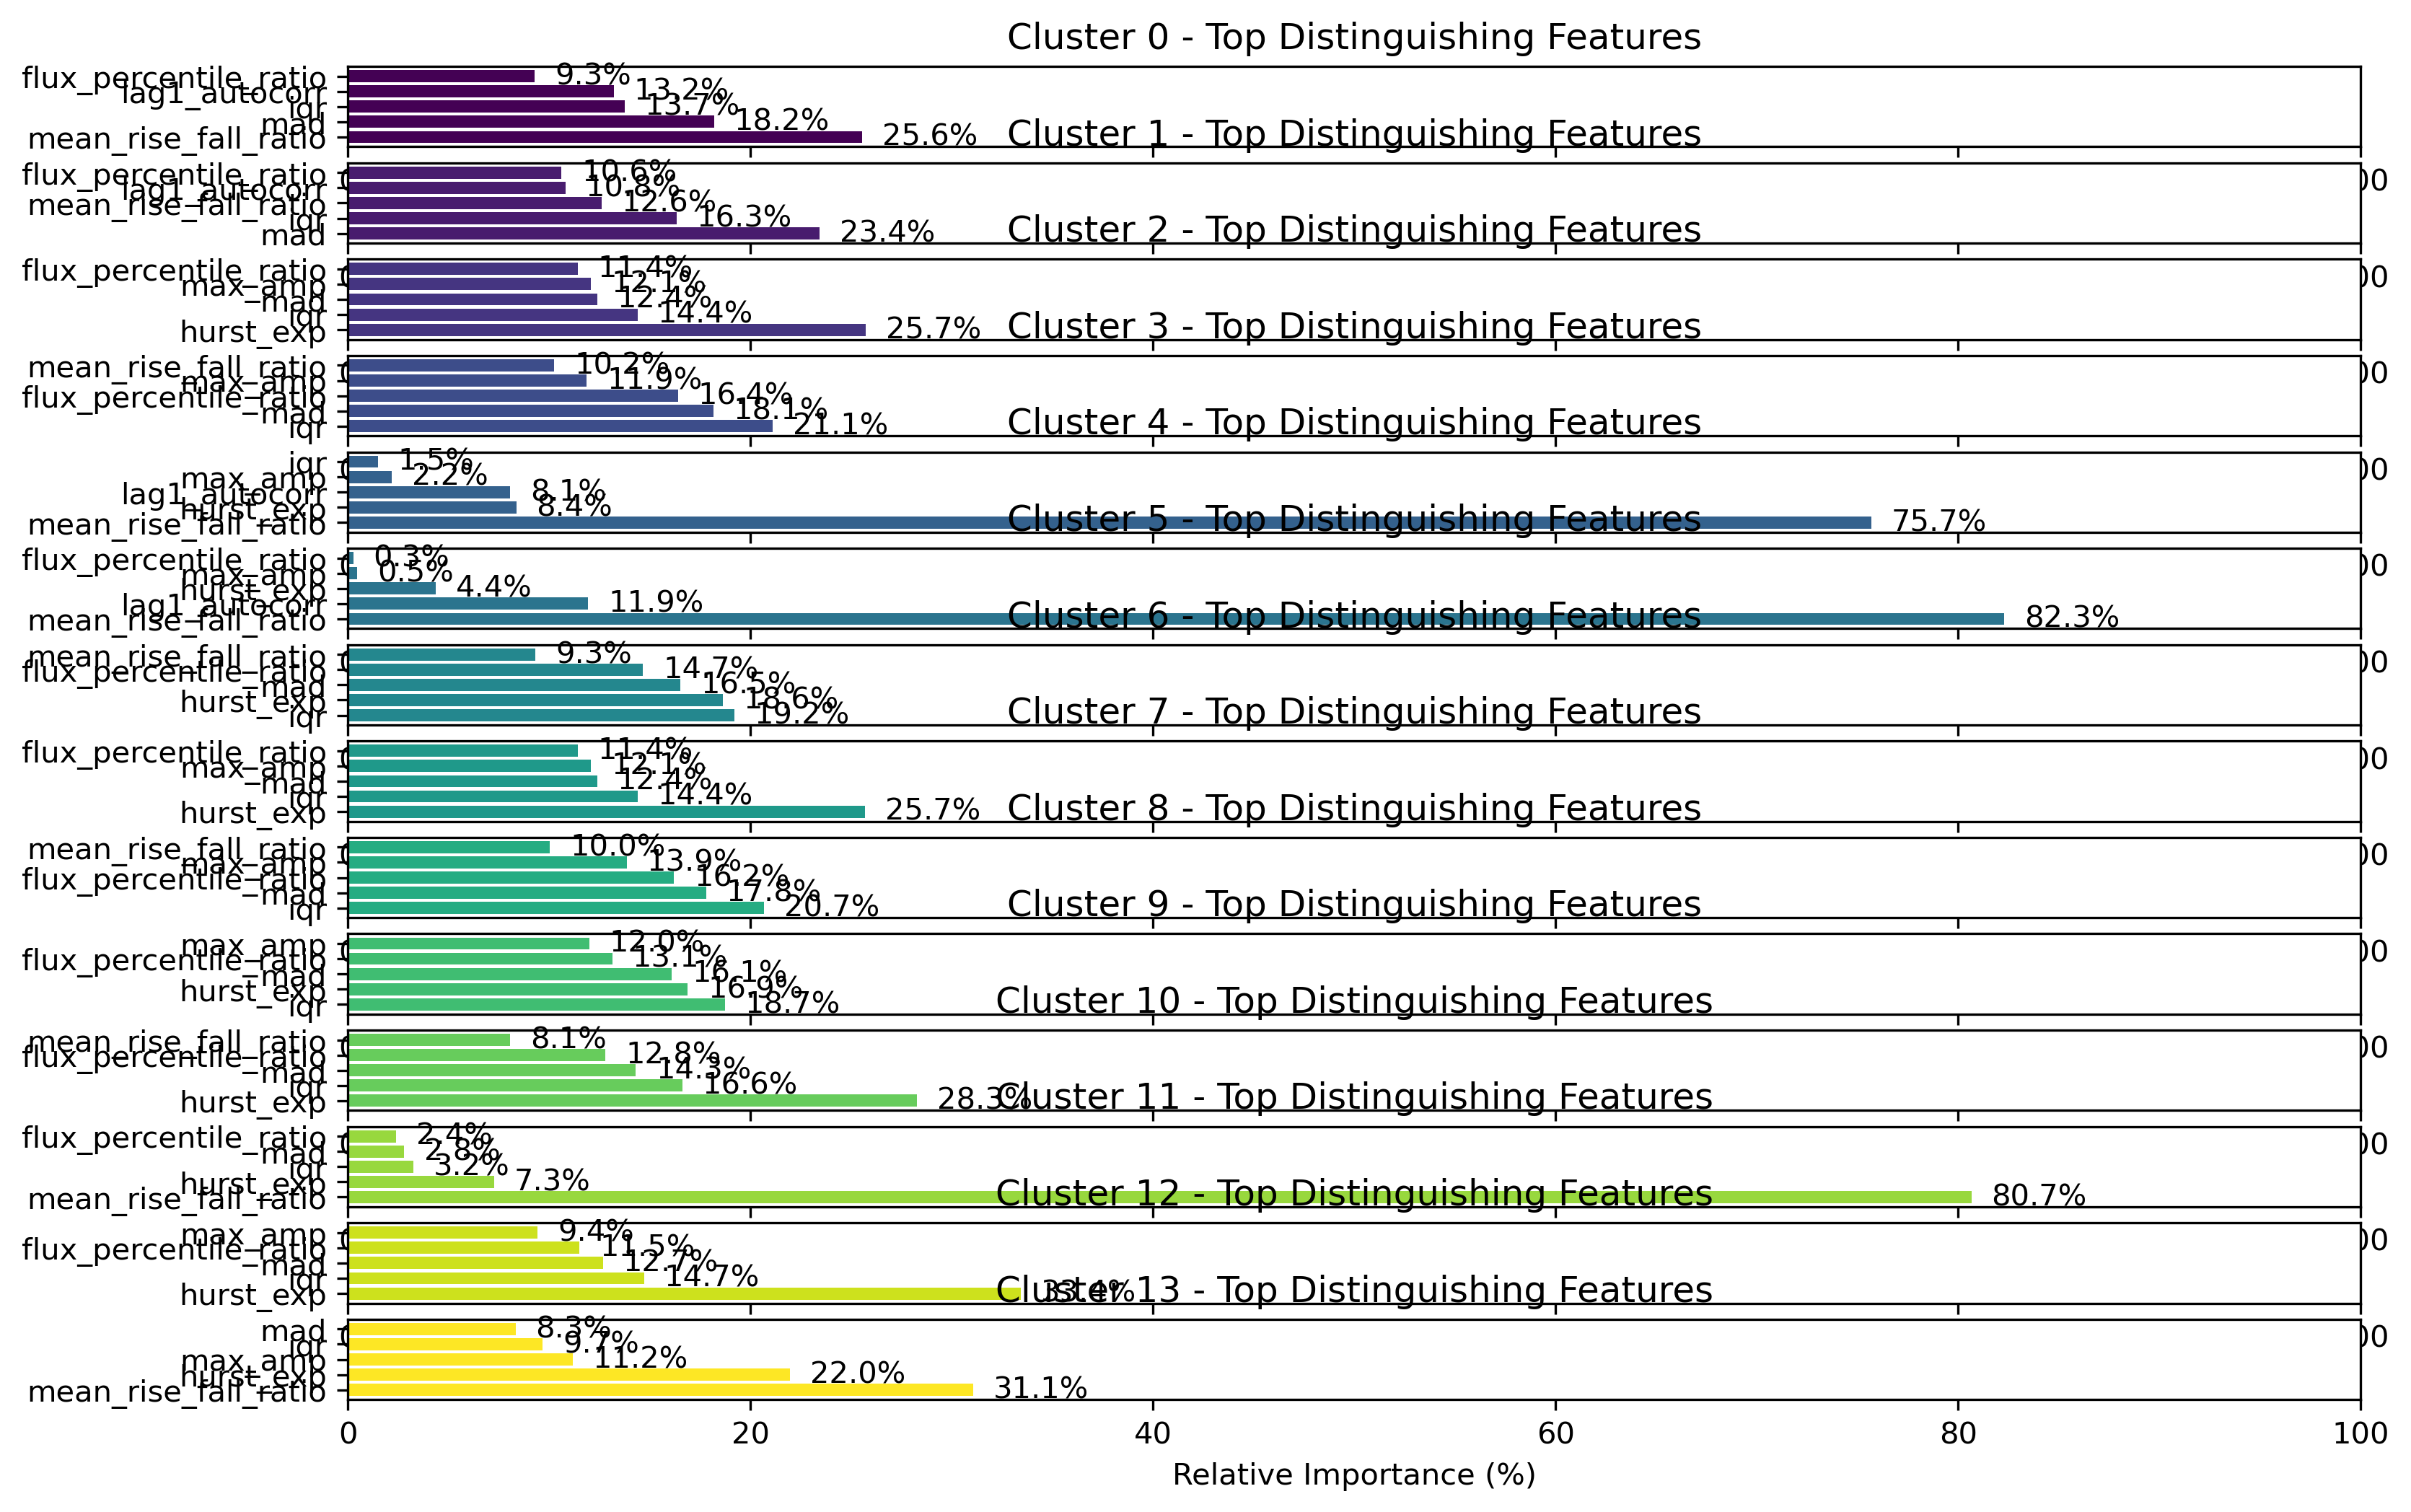 Cluster 0 - Top Distinguishing Features
flux_percentile_ratio 9.3%
lag1_autocorr 13.2%
iqr 13.7%
mad 18.2%
mean_rise_fall_ratio 25.6%
Cluster 1 - Top Distinguishing Features
flux_percentile_ratio 10.6%
lag1_autocorr 10.8%
mean_rise_fall_ratio 12.6%
iqr 16.3%
mad 23.4%
Cluster 2 - Top Distinguishing Features
flux_percentile_ratio 11.4%
max_amp 12.1%
mad 12.4%
iqr 14.4%
hurst_exp 25.7%
Cluster 3 - Top Distinguishing Features
mean_rise_fall_ratio 10.2%
max_amp 11.9%
flux_percentile_ratio 16.4%
mad 18.1%
iqr 21.1%
Cluster 4 - Top Distinguishing Features
iqr 1.5%
max_amp 2.2%
lag1_autocorr 8.1%
hurst_exp 8.4%
mean_rise_fall_ratio 75.7%
Cluster 5 - Top Distinguishing Features
flux_percentile_ratio 0.3%
max_amp 0.5%
hurst_exp 4.4%
lag1_autocorr 11.9%
mean_rise_fall_ratio 82.3%
Cluster 6 - Top Distinguishing Features
mean_rise_fall_ratio 9.3%
flux_percentile_ratio 14.7%
mad 16.5%
hurst_exp 18.6%
iqr 19.2%
Cluster 7 - Top Distinguishing Features
flux_percentile_ratio 11.4%
max_amp 12.1%
mad 12.4%
iqr 14.4%
hurst_exp 25.7%
Cluster 8 - Top Distinguishing Features
mean_rise_fall_ratio 10.0%
max_amp 13.9%
flux_percentile_ratio 16.2%
mad 17.8%
iqr 20.7%
Cluster 9 - Top Distinguishing Features
max_amp 12.0%
flux_percentile_ratio 13.1%
mad 16.1%
hurst_exp 16.9%
iqr 18.7%
Cluster 10 - Top Distinguishing Features
mean_rise_fall_ratio 8.1%
flux_percentile_ratio 12.8%
mad 14.3%
iqr 16.6%
hurst_exp 28.3%
Cluster 11 - Top Distinguishing Features
flux_percentile_ratio 2.4%
mad 2.8%
iqr 3.2%
hurst_exp 7.3%
mean_rise_fall_ratio 80.7%
Cluster 12 - Top Distinguishing Features
max_amp 9.4%
flux_percentile_ratio 11.5%
mad 12.7%
iqr 14.7%
hurst_exp 33.4%
Cluster 13 - Top Distinguishing Features
mad 8.3%
iqr 9.7%
max_amp 11.2%
hurst_exp 22.0%
mean_rise_fall_ratio 31.1%
0 20 40 60 80 100
Relative Importance (%)